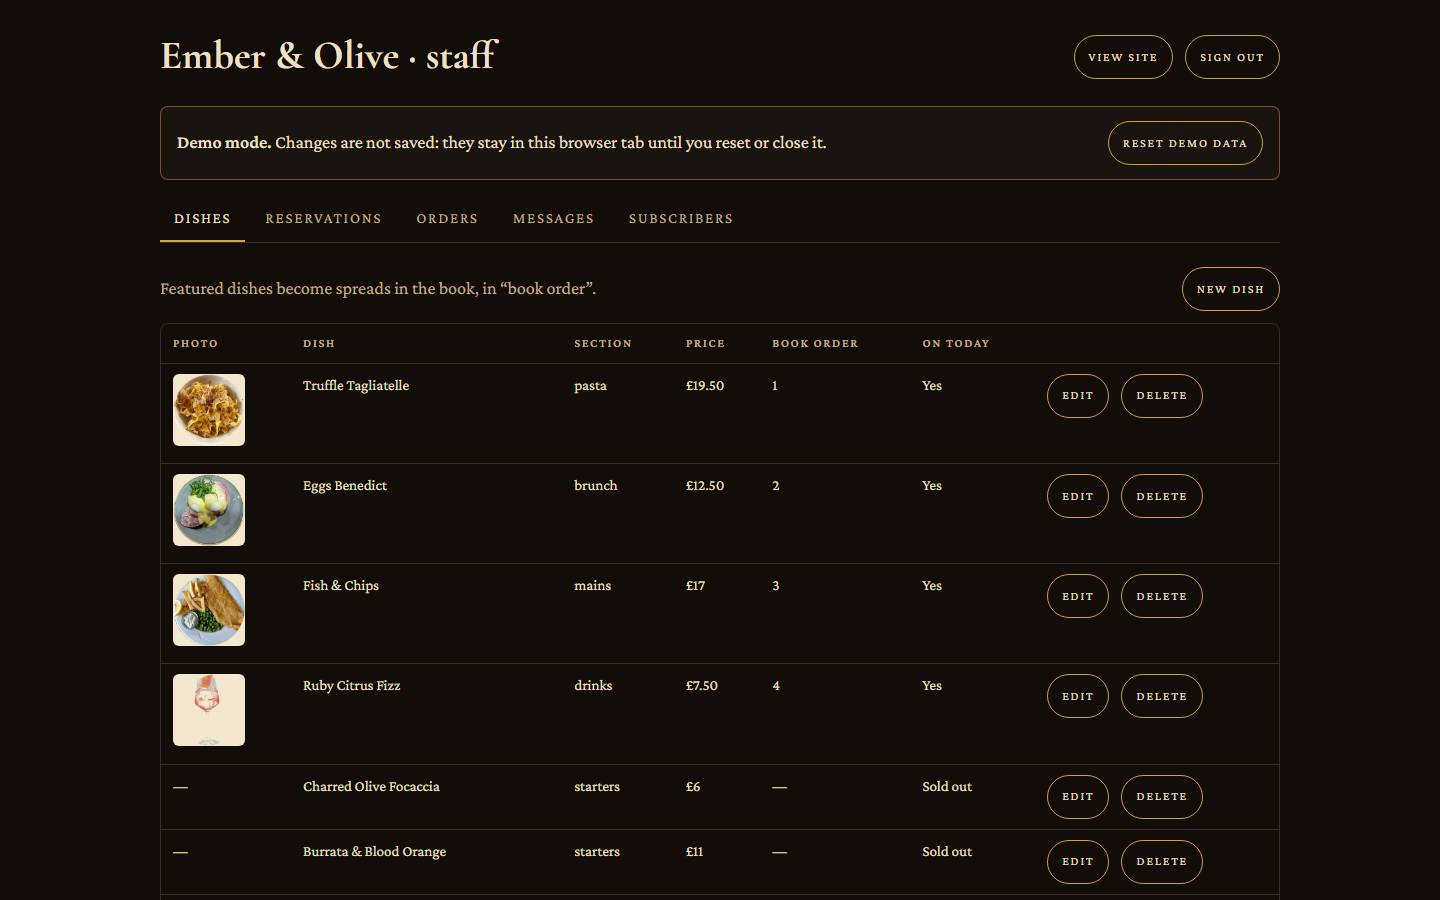 Ember & Olive · staff
VIEW SITE
SIGN OUT
Demo mode. Changes are not saved: they stay in this browser tab until you reset or close it.
RESET DEMO DATA
DISHES RESERVATIONS ORDERS MESSAGES SUBSCRIBERS
Featured dishes become spreads in the book, in “book order”.
NEW DISH
PHOTO DISH SECTION PRICE BOOK ORDER ON TODAY
Truffle Tagliatelle pasta £19.50 1 Yes EDIT DELETE
Eggs Benedict brunch £12.50 2 Yes EDIT DELETE
Fish & Chips mains £17 3 Yes EDIT DELETE
Ruby Citrus Fizz drinks £7.50 4 Yes EDIT DELETE
— Charred Olive Focaccia starters £6 — Sold out EDIT DELETE
— Burrata & Blood Orange starters £11 — Sold out EDIT DELETE